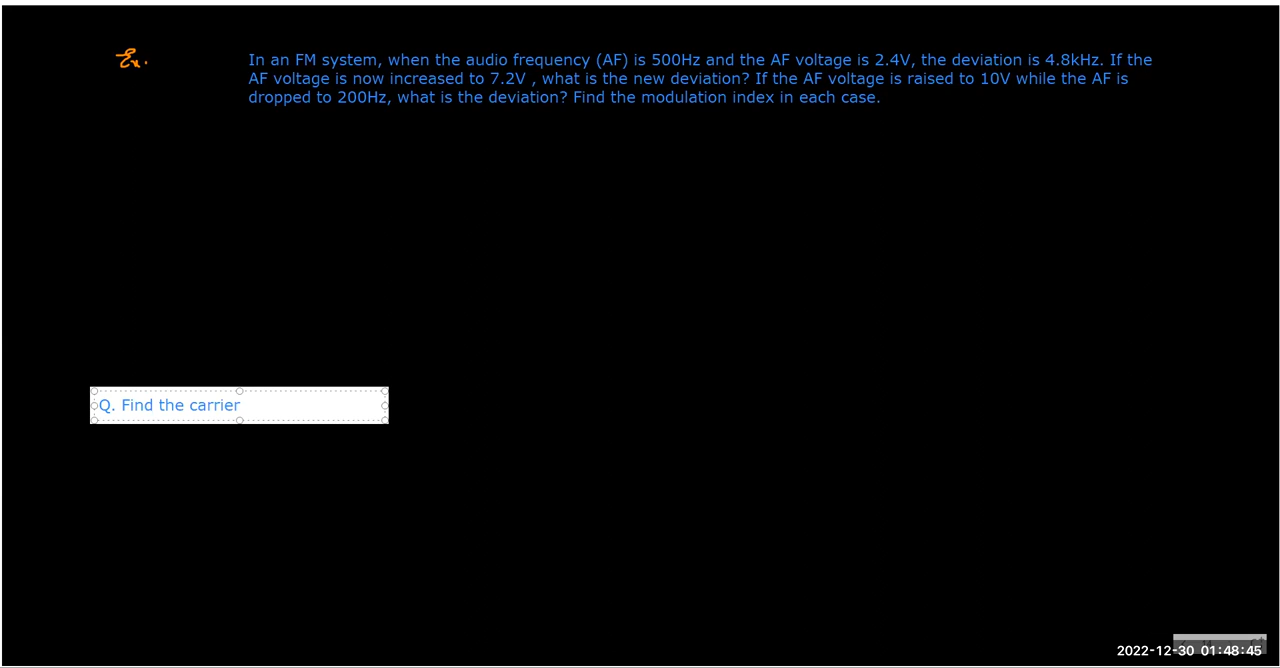 Ex.
In an FM system, when the audio frequency (AF) is 500Hz and the AF voltage is 2.4V, the deviation is 4.8kHz. If the
AF voltage is now increased to 7.2V , what is the new deviation? If the AF voltage is raised to 10V while the AF is
dropped to 200Hz, what is the deviation? Find the modulation index in each case.
Q. Find the carrier
2022-12-30 01:48:45